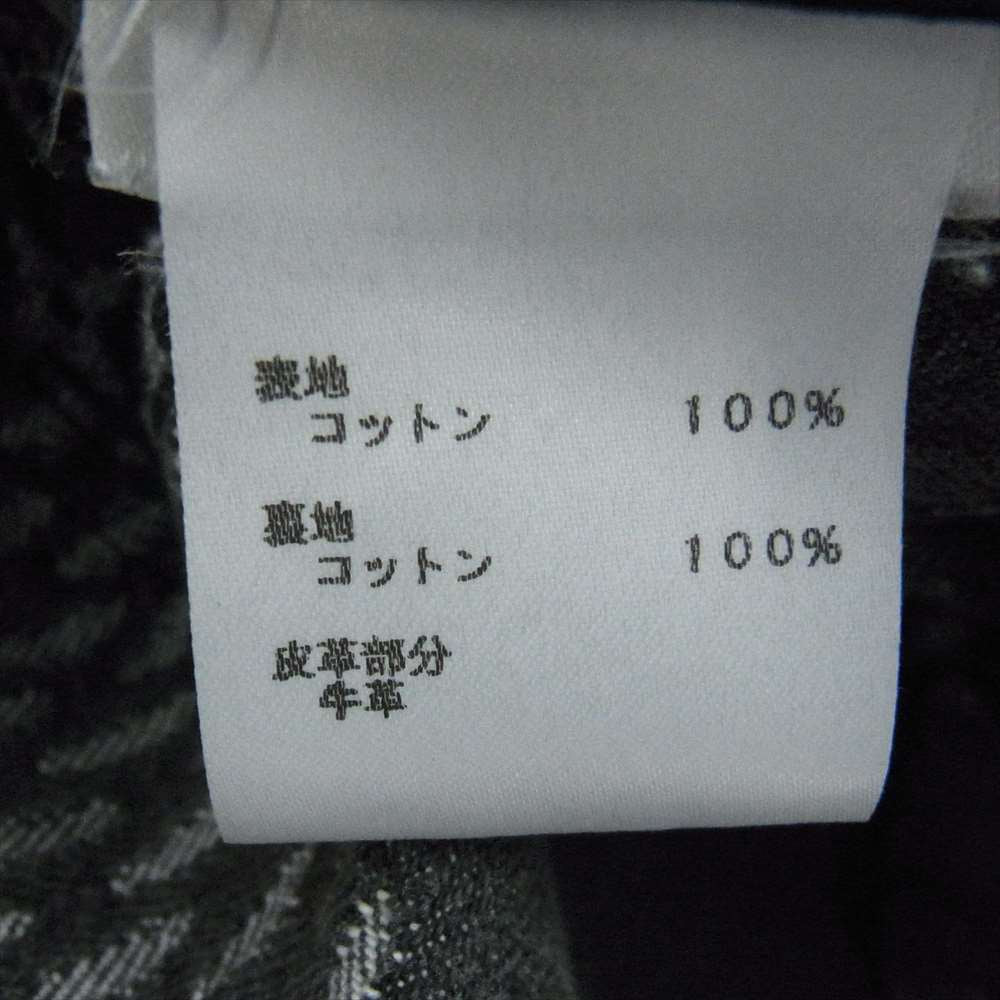 表地
コットン 100%
裏地
コットン 100%
皮革部分
牛革